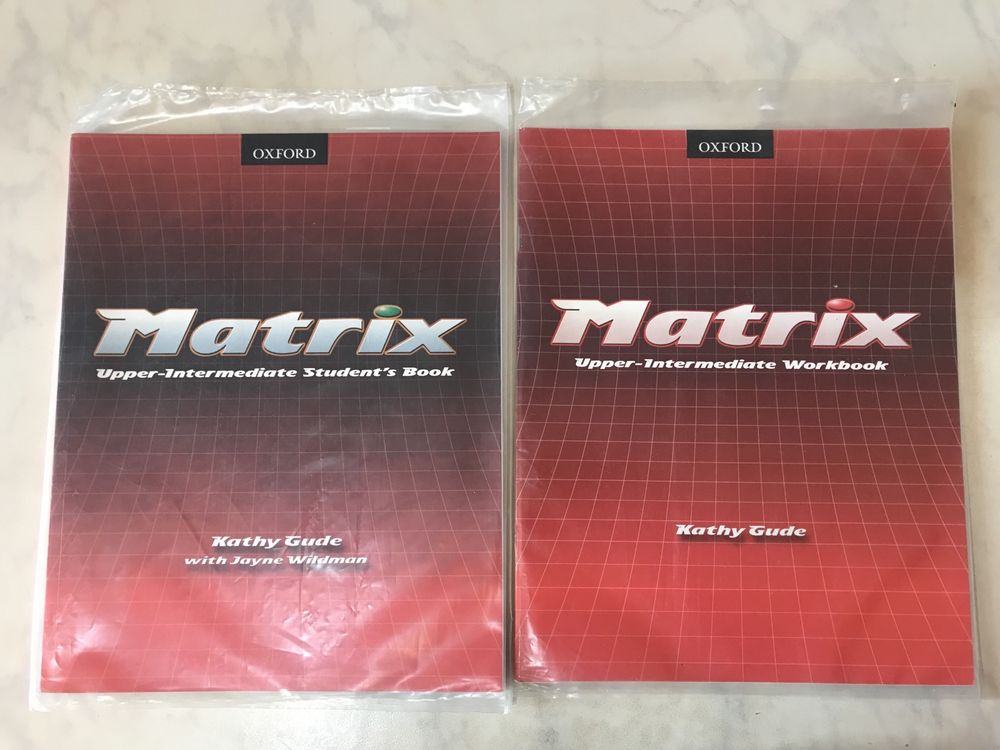 OXFORD
Matrix
Upper-Intermediate Student's Book
Kathy Gude
with Jayne Wildman
OXFORD
Matrix
Upper-Intermediate Workbook
Kathy Gude